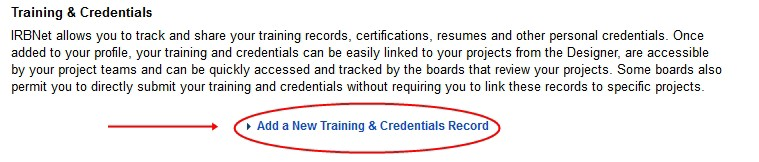 Training & Credentials
IRBNet allows you to track and share your training records, certifications, resumes and other personal credentials. Once
added to your profile, your training and credentials can be easily linked to your projects from the Designer, are accessible
by your project teams and can be quickly accessed and tracked by the boards that review your projects. Some boards also
permit you to directly submit your training and credentials without requiring you to link these records to specific projects.
Add a New Training & Credentials Record